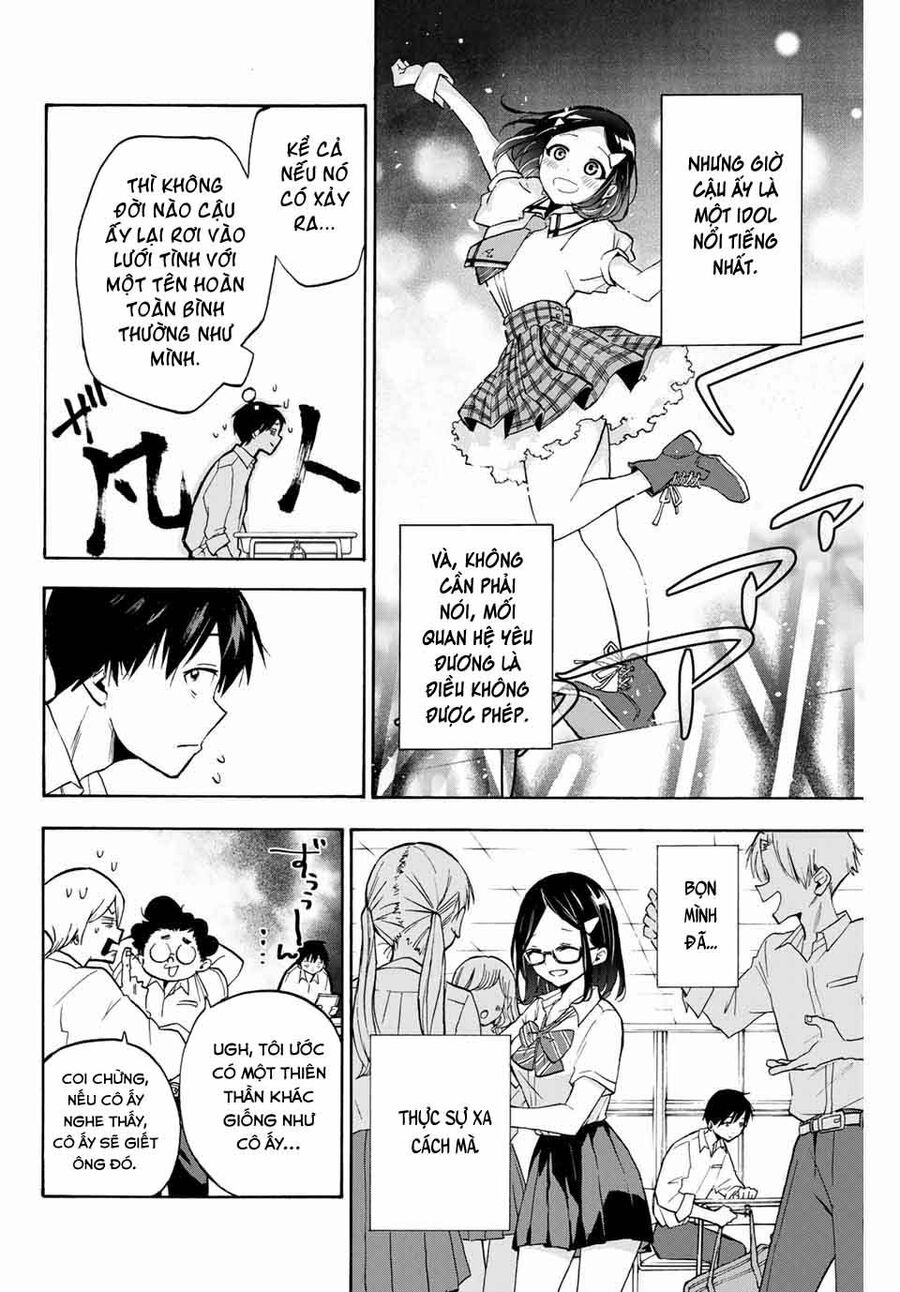 NHƯNG GIỜ
CẬU ẤY LÀ
MỘT IDOL
NỔI TIẾNG
NHẤT.
VÀ, KHÔNG
CẦN PHẢI
NÓI, MỐI
QUAN HỆ YÊU
ĐƯƠNG LÀ
ĐIỀU KHÔNG
ĐƯỢC PHÉP.
KỂ CẢ
NẾU NÓ
CÓ XẢY
RA...
THÌ KHÔNG
ĐỜI NÀO CẬU
ẤY LẠI RƠI VÀO
LƯỚI TÌNH VỚI
MỘT TÊN HOÀN
TOÀN BÌNH
THƯỜNG NHƯ
MÌNH.
凡人
BỌN
MÌNH
ĐÃ...
THỰC SỰ XA
CÁCH MÀ.
UGH, TÔI ƯỚC
CÓ MỘT THIÊN
THẦN KHÁC
GIỐNG NHƯ
CÔ ẤY...
COI CHỪNG,
NẾU CÔ ẤY
NGHE THẤY,
CÔ ẤY SẼ GIẾT
ÔNG ĐÓ.